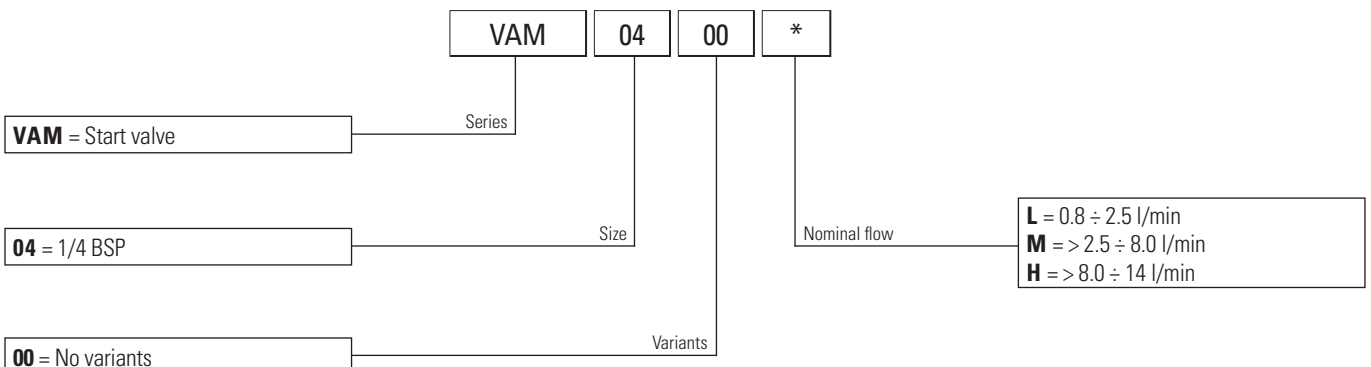 VAM 04 00 *
Series
VAM = Start valve
Size
04 = 1/4 BSP
Nominal flow
L = 0.8 ÷ 2.5 l/min
M = > 2.5 ÷ 8.0 l/min
H = > 8.0 ÷ 14 l/min
Variants
00 = No variants